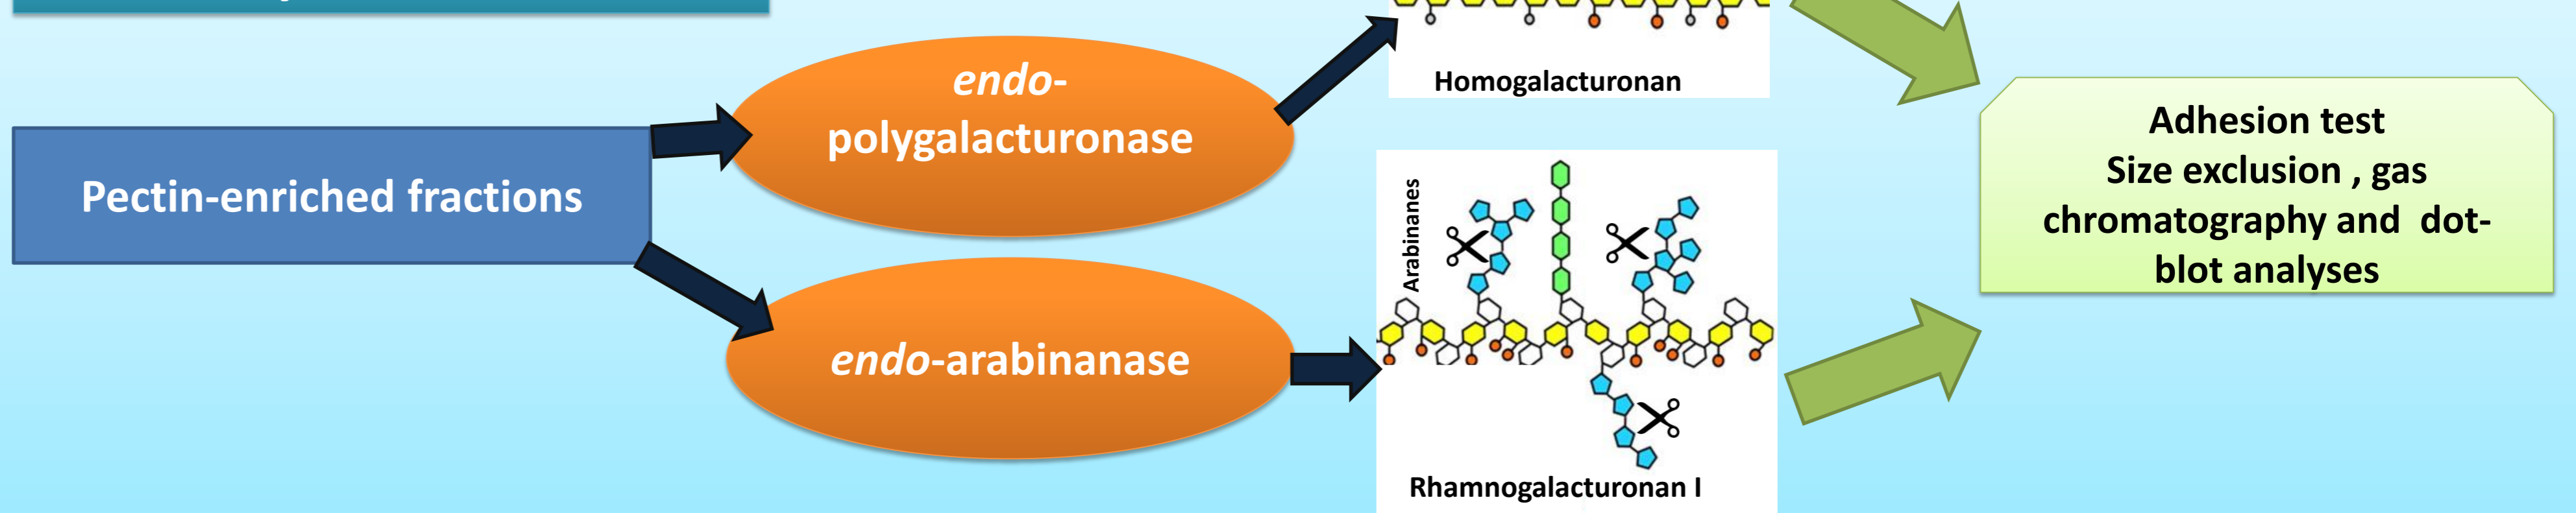 Pectin-enriched fractions
endo-
polygalacturonase
endo-arabinanase
Homogalacturonan
Arabinanes
Rhamnogalacturonan I
Adhesion test
Size exclusion , gas
chromatography and  dot-
blot analyses